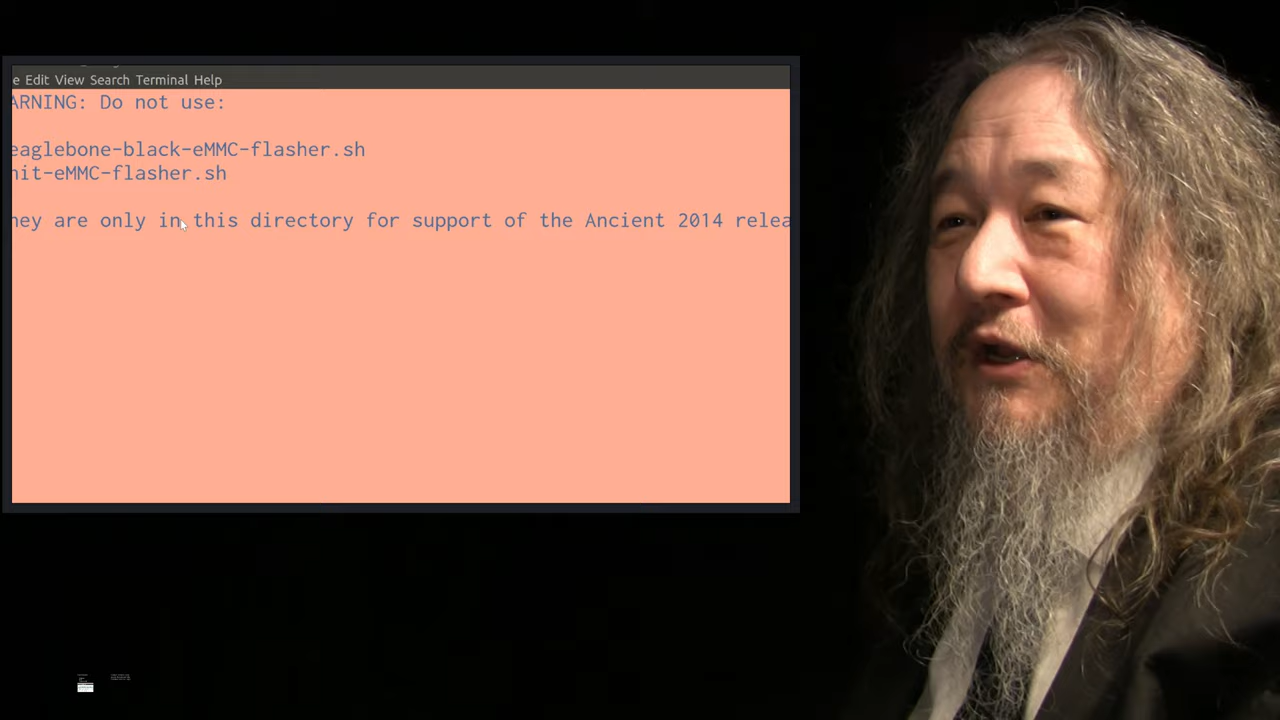 e Edit View Search Terminal Help
ARNING: Do not use:
eaglebone-black-eMMC-flasher.sh
nit-eMMC-flasher.sh
hey are only in this directory for support of the Ancient 2014 relea